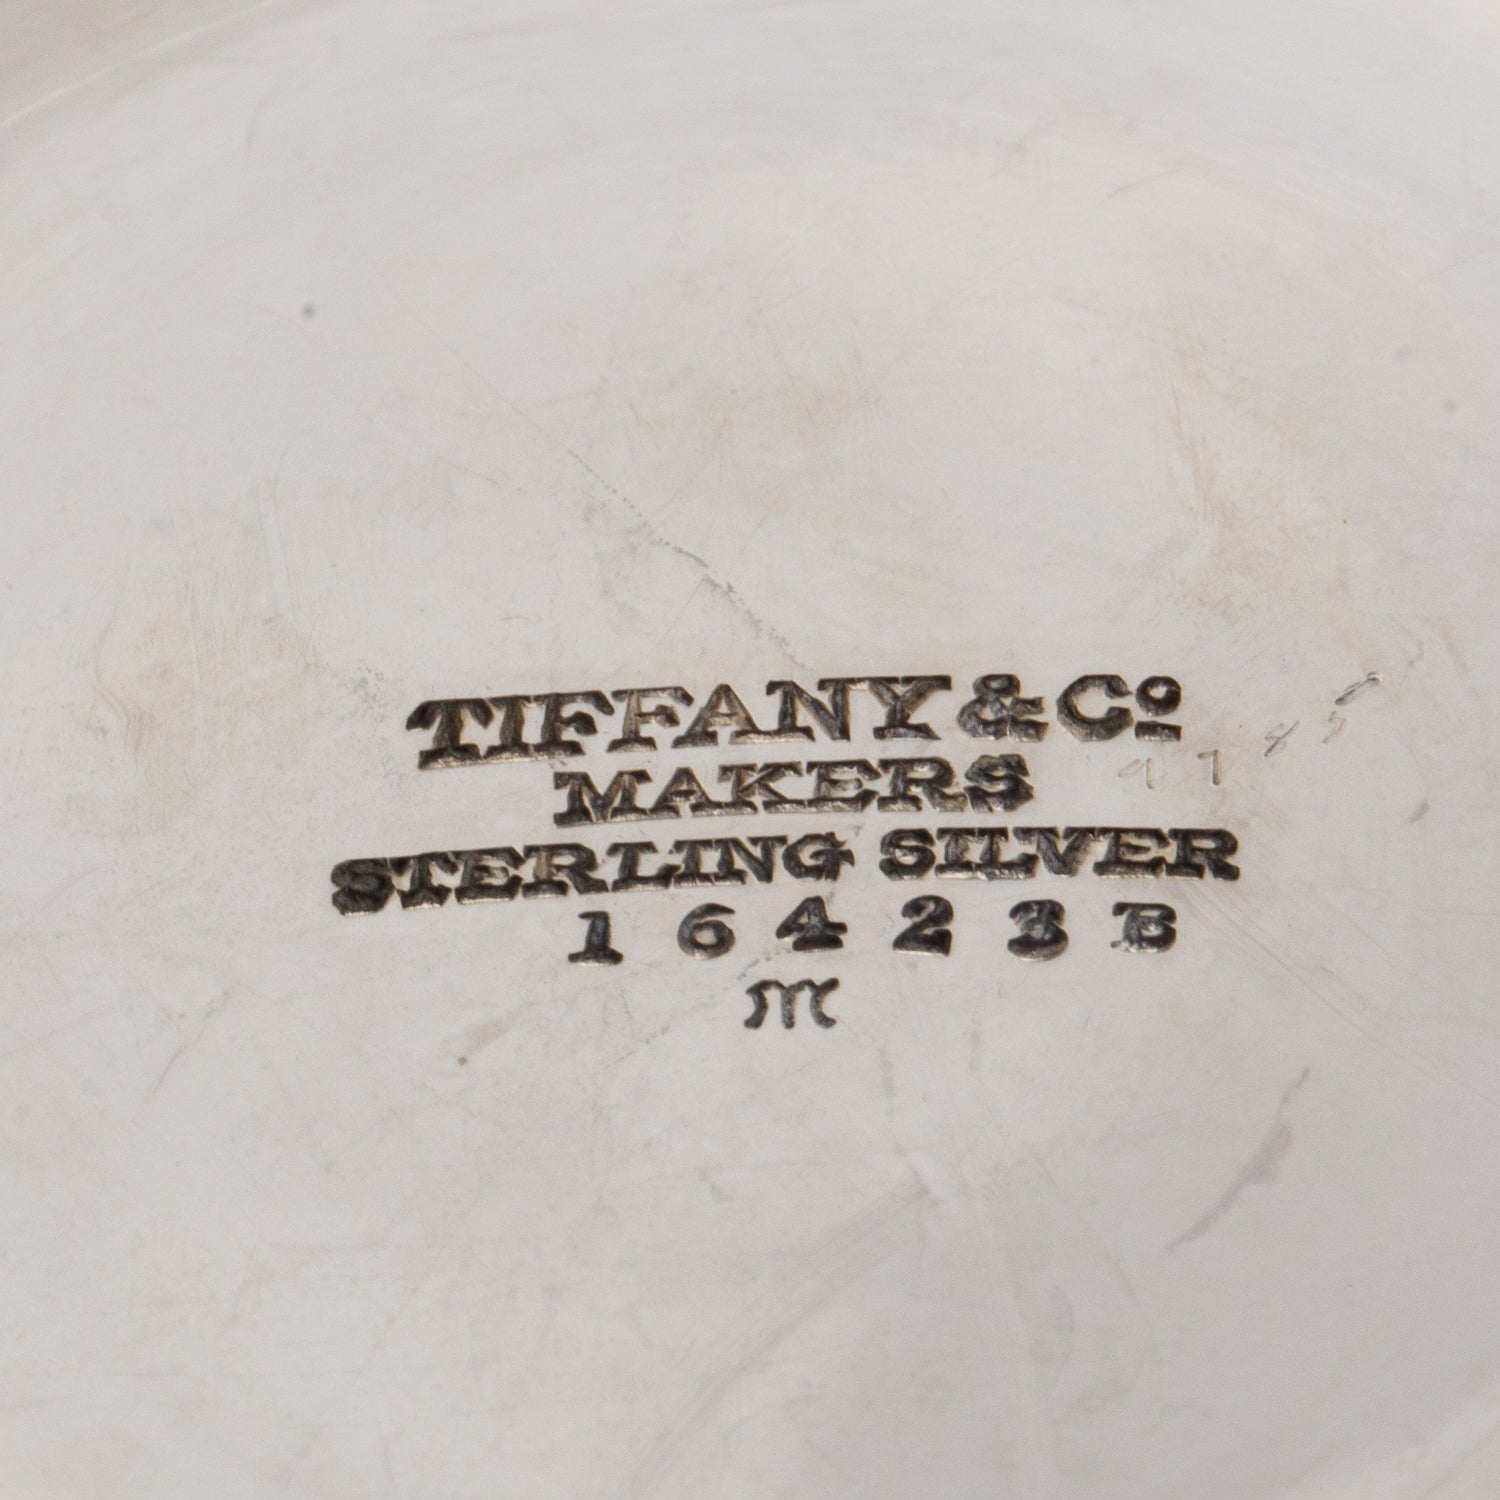 TIFFANY & Cº
MAKERS
STERLING SILVER
16423B
m